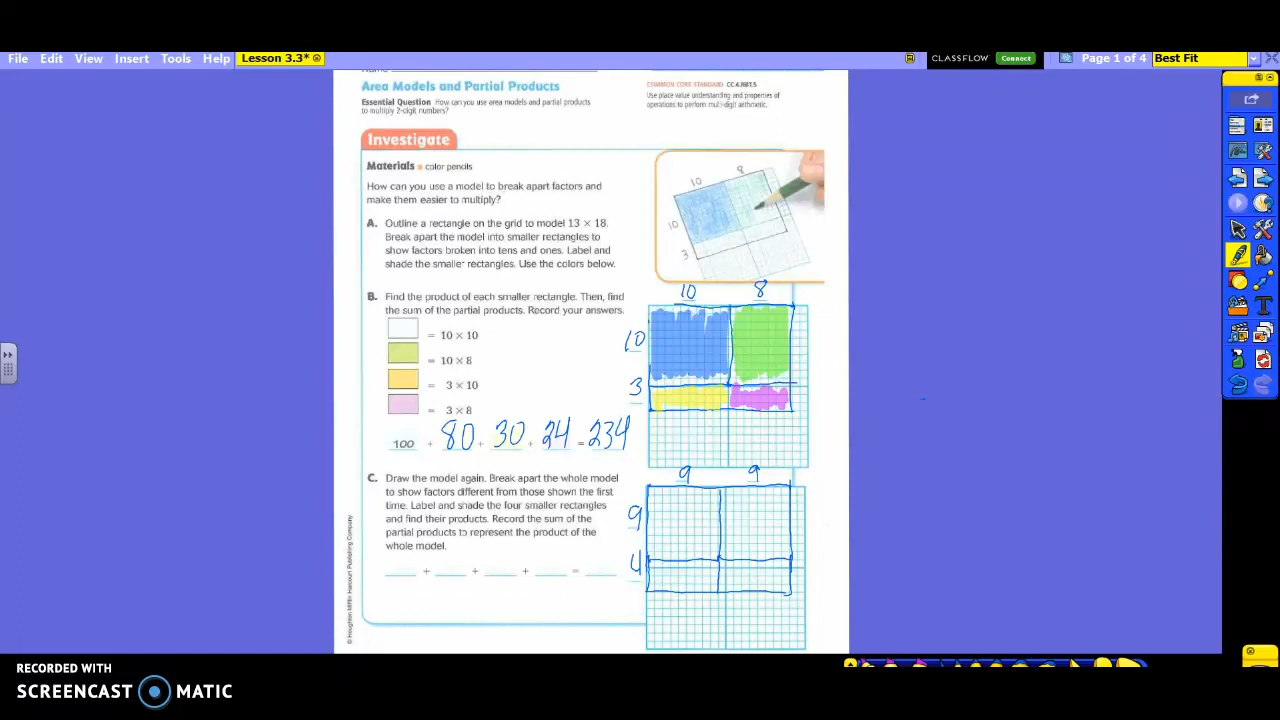 File Edit View Insert Tools Help Lesson 3.3*
CLASSFLOW Connect Page 1 of 4 Best Fit
Area Models and Partial Products
Essential Question How can you use area models and partial products
to multiply 2-digit numbers?
COMMON CORE STANDARD CC.4.NBT.5
Use place value understanding and properties of
operations to perform multi-digit arithmetic.
Investigate
Materials color pencils
How can you use a model to break apart factors and
make them easier to multiply?
A. Outline a rectangle on the grid to model 13 × 18.
Break apart the model into smaller rectangles to
show factors broken into tens and ones. Label and
shade the smaller rectangles. Use the colors below.
10 8
10
3
B. Find the product of each smaller rectangle. Then, find
the sum of the partial products. Record your answers.
= 10 × 10
= 10 × 8
= 3 × 10
= 3 × 8
100 + 80 + 30 + 24 = 234
10 8
10
3
C. Draw the model again. Break apart the whole model
to show factors different from those shown the first
time. Label and shade the four smaller rectangles
and find their products. Record the sum of the
partial products to represent the product of the
whole model.
+ + + =
9 9
9
4
© Houghton Mifflin Harcourt Publishing Company
RECORDED WITH
SCREENCAST MATIC